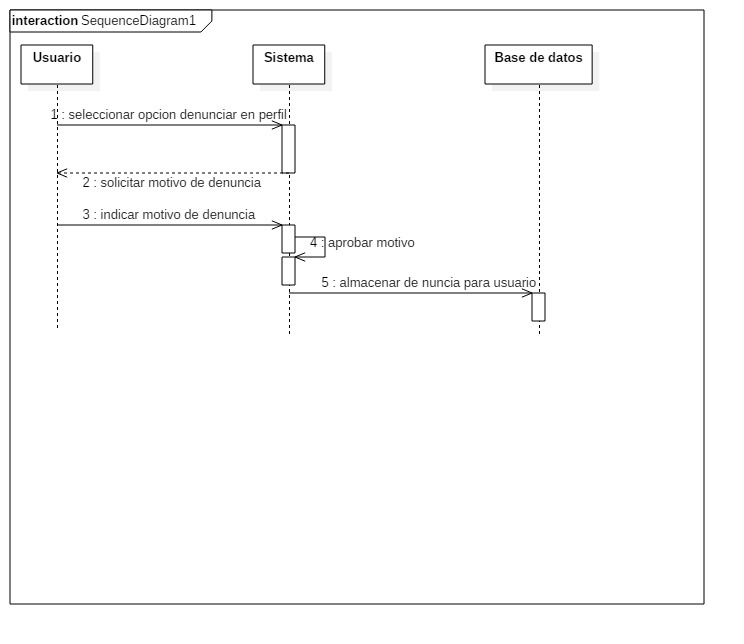 interaction SequenceDiagram1
Usuario
Sistema
Base de datos
1 : seleccionar opcion denunciar en perfil
2 : solicitar motivo de denuncia
3 : indicar motivo de denuncia
4 : aprobar motivo
5 : almacenar de nuncia para usuario